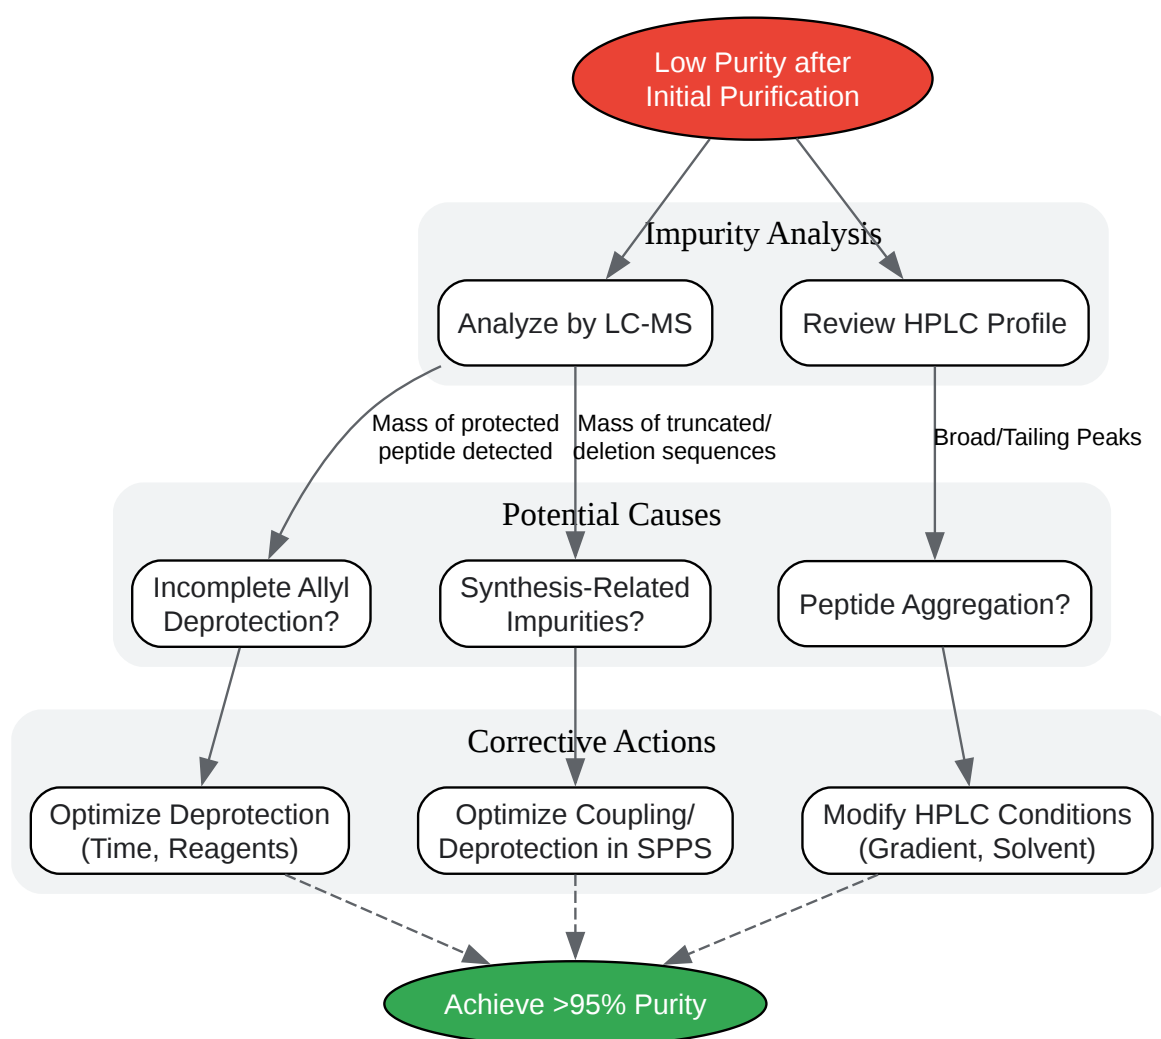 Low Purity after
Initial Purification
Impurity Analysis
Analyze by LC-MS
Review HPLC Profile
Mass of protected
peptide detected
Mass of truncated/
deletion sequences
Broad/Tailing Peaks
Potential Causes
Incomplete Allyl
Deprotection?
Synthesis-Related
Impurities?
Peptide Aggregation?
Corrective Actions
Optimize Deprotection
(Time, Reagents)
Optimize Coupling/
Deprotection in SPPS
Modify HPLC Conditions
(Gradient, Solvent)
Achieve >95% Purity